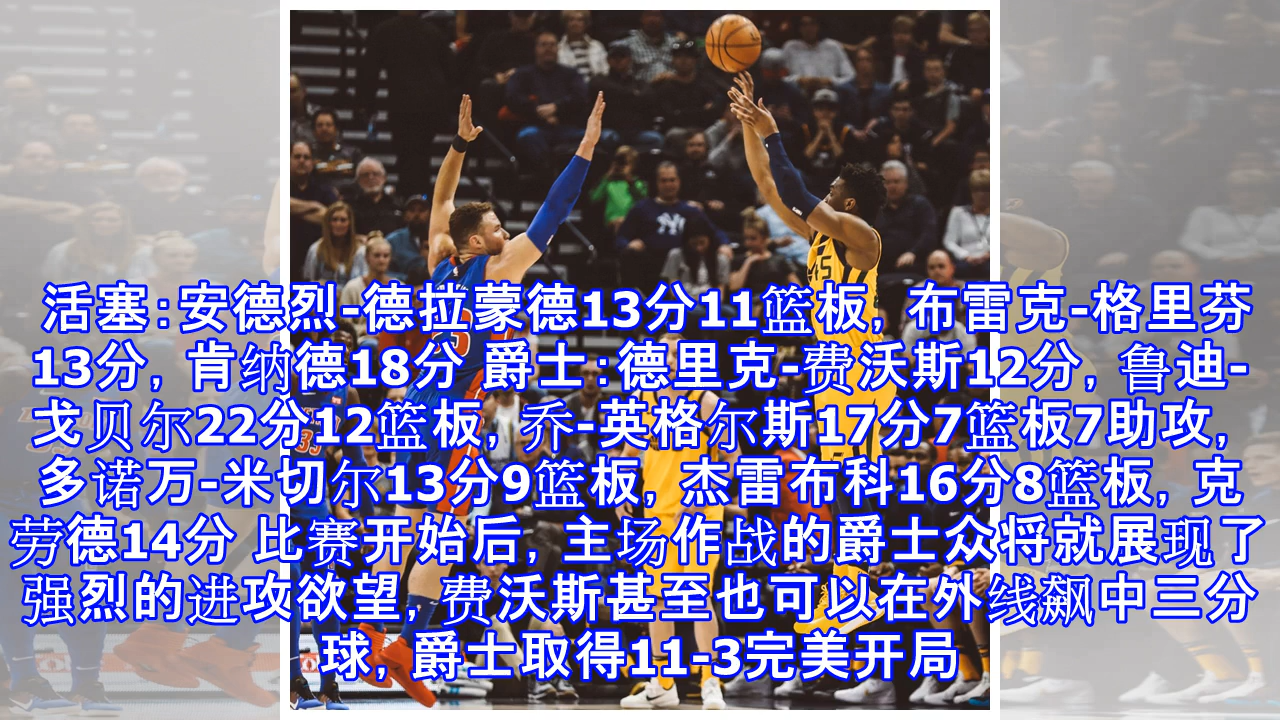 活塞:安德烈-德拉蒙德13分11篮板, 布雷克-格里芬
13分, 肯纳德18分 爵士:德里克-费沃斯12分, 鲁迪-
戈贝尔22分12篮板, 乔-英格尔斯17分7篮板7助攻,
多诺万-米切尔13分9篮板, 杰雷布科16分8篮板, 克
劳德14分 比赛开始后, 主场作战的爵士众将就展现了
强烈的进攻欲望, 费沃斯甚至也可以在外线飙中三分
球, 爵士取得11-3完美开局